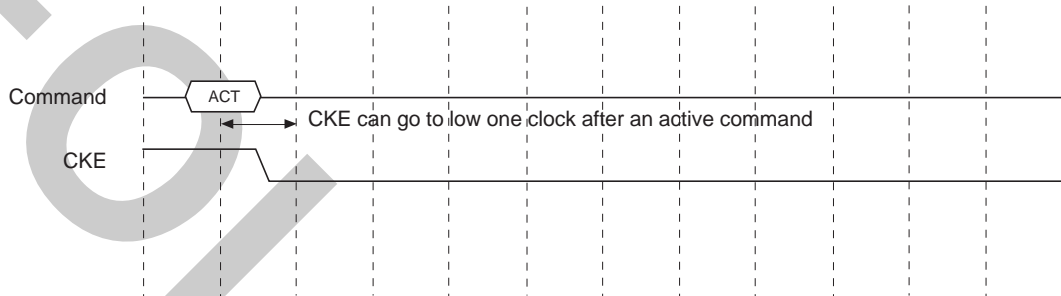 Command
ACT
CKE can go to low one clock after an active command
CKE